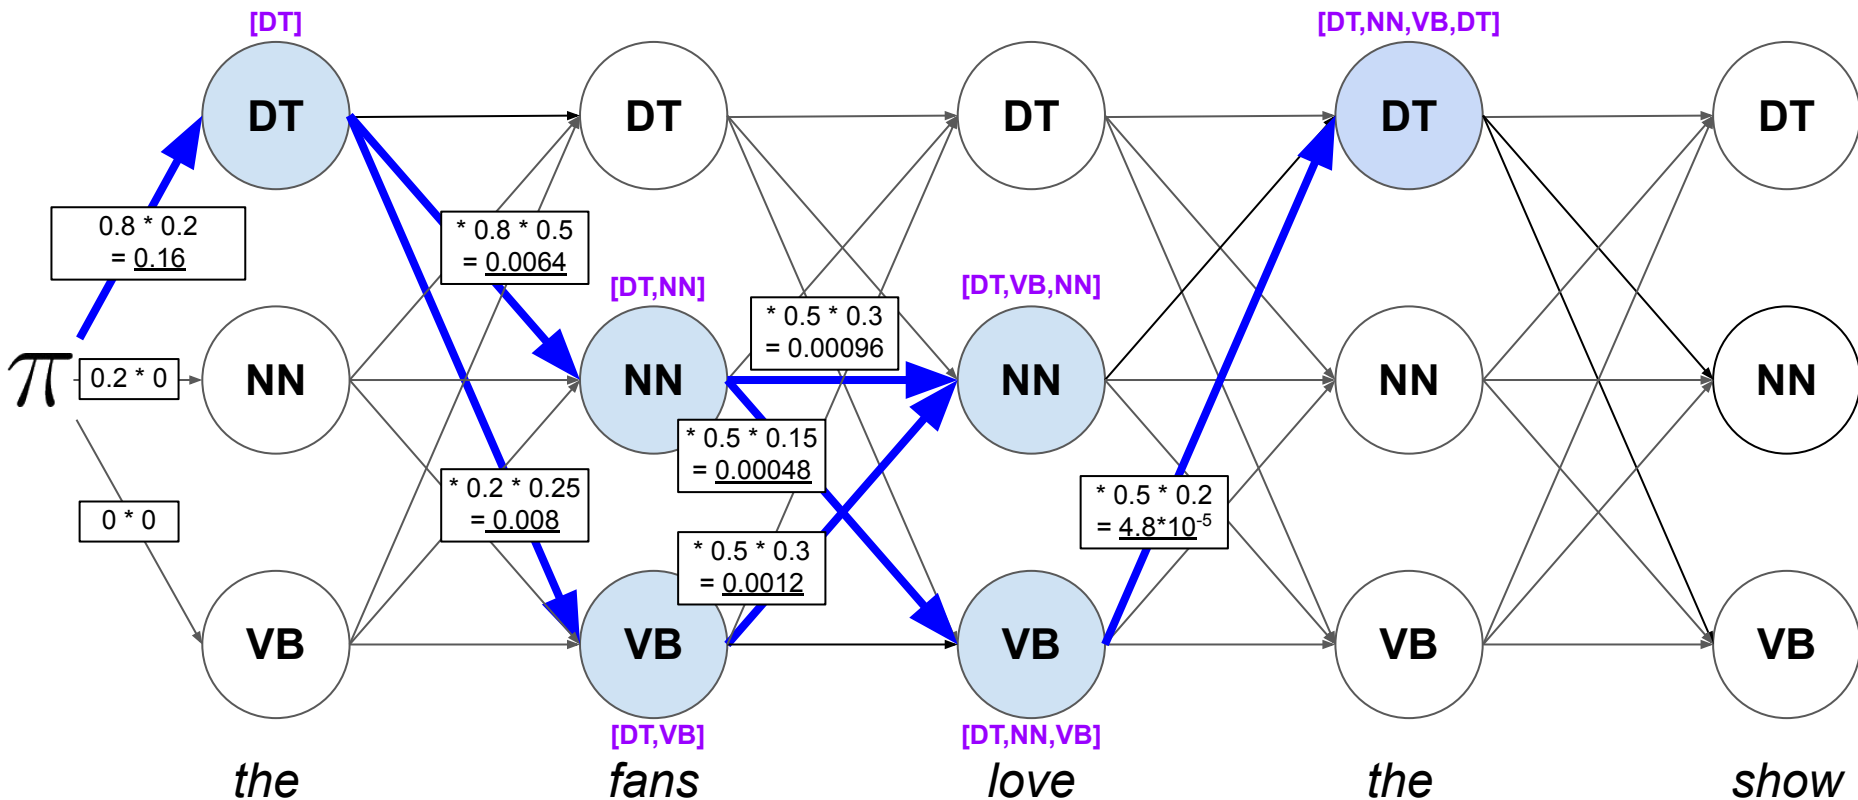 [DT]
[DT,NN,VB,DT]
DT
DT
DT
DT
DT
0.8 * 0.2
= 0.16
* 0.8 * 0.5
= 0.0064
[DT,NN]
[DT,VB,NN]
* 0.5 * 0.3
= 0.00096
π
0.2 * 0
NN
NN
NN
NN
NN
* 0.5 * 0.15
= 0.00048
* 0.2 * 0.25
= 0.008
* 0.5 * 0.2
= 4.8*10-5
0 * 0
* 0.5 * 0.3
= 0.0012
VB
VB
VB
VB
VB
[DT,VB]
[DT,NN,VB]
the
fans
love
the
show